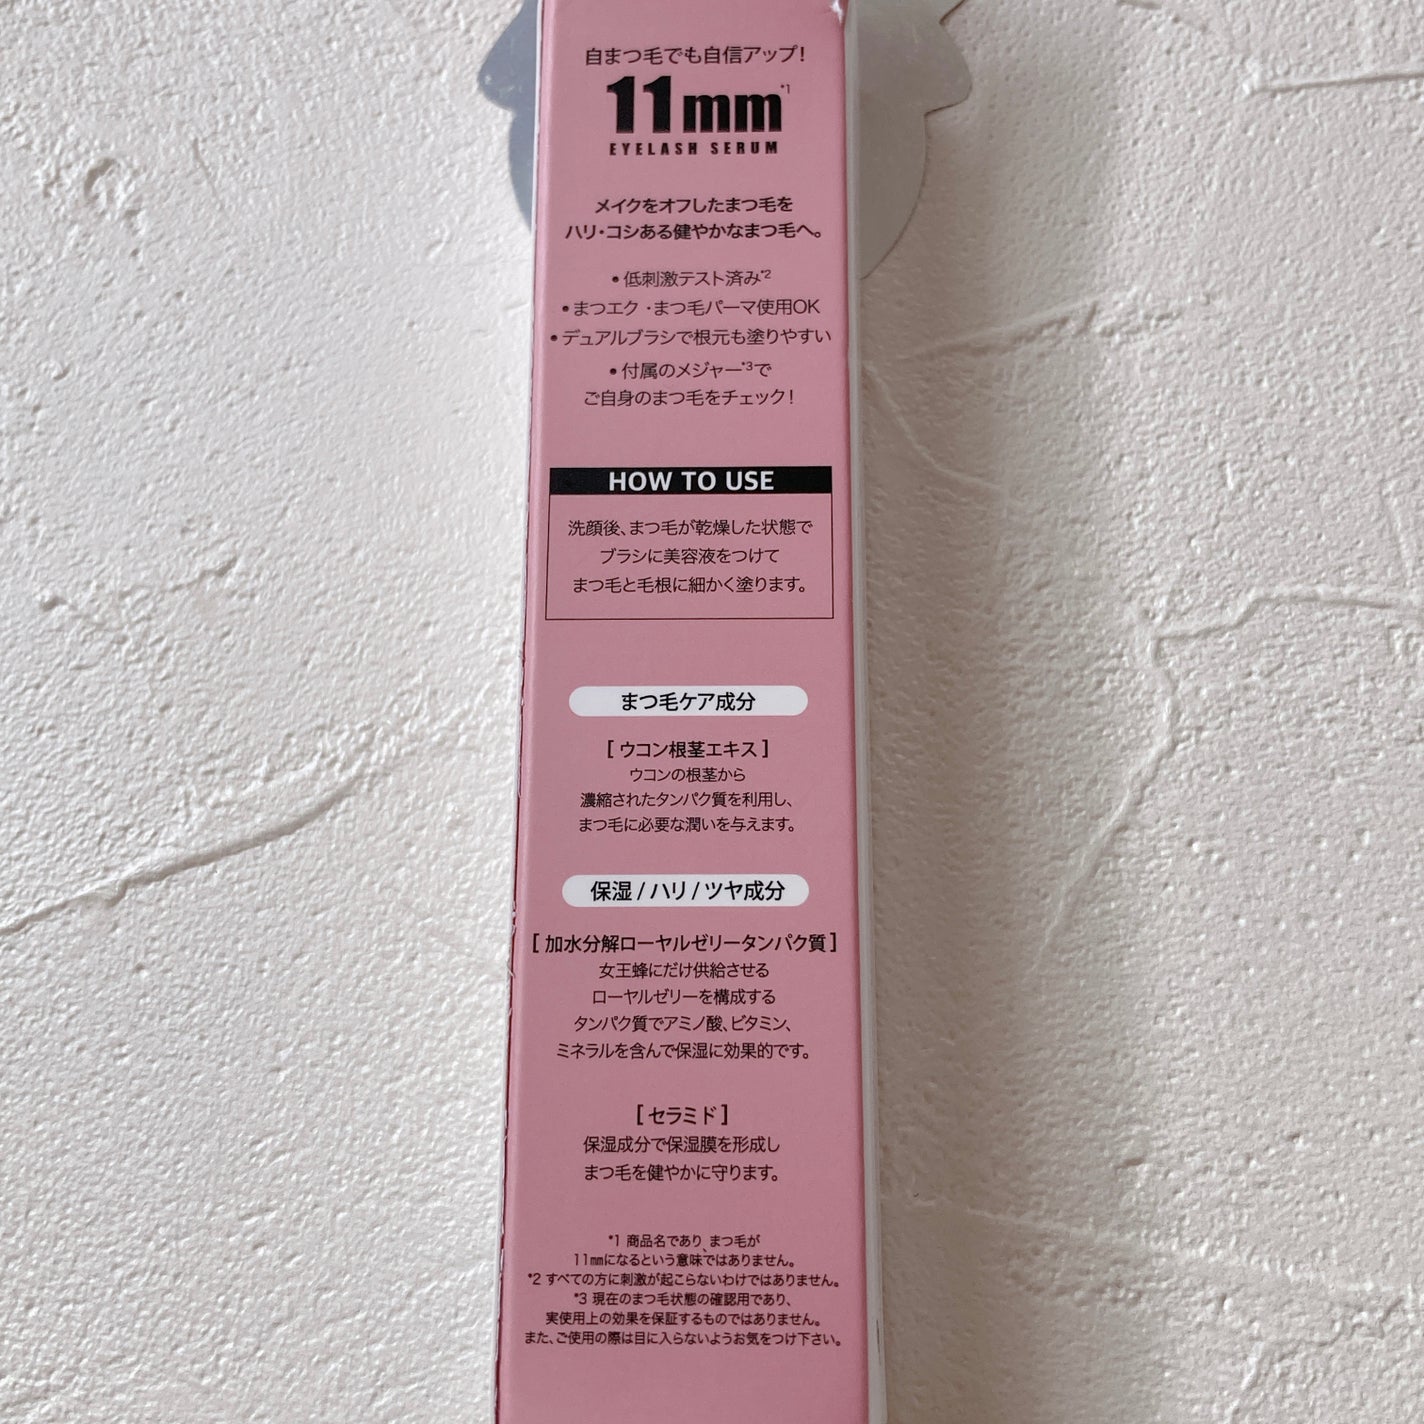 自まつ毛でも自信アップ!
11mm*1
EYELASH SERUM
メイクをオフしたまつ毛を
ハリ・コシある健やかなまつ毛へ。
•低刺激テスト済み*2
•まつエク・まつ毛パーマ使用OK
•デュアルブラシで根元も塗りやすい
•付属のメジャー*3で
ご自身のまつ毛をチェック!
HOW TO USE
洗顔後、まつ毛が乾燥した状態で
ブラシに美容液をつけて
まつ毛と毛根に細かく塗ります。
まつ毛ケア成分
[ウコン根茎エキス]
ウコンの根茎から
濃縮されたタンパク質を利用し、
まつ毛に必要な潤いを与えます。
保湿/ハリ/ツヤ成分
[加水分解ローヤルゼリータンパク質]
女王蜂にだけ供給させる
ローヤルゼリーを構成する
タンパク質でアミノ酸、ビタミン、
ミネラルを含んで保湿に効果的です。
[セラミド]
保湿成分で保湿膜を形成し
まつ毛を健やかに守ります。
*1 商品名であり、まつ毛が
11㎜になるという意味ではありません。
*2 すべての方に刺激が起こらないわけではありません。
*3 現在のまつ毛状態の確認用であり、
実使用上の効果を保証するものではありません。
また、ご使用の際は目に入らないようお気をつけ下さい。